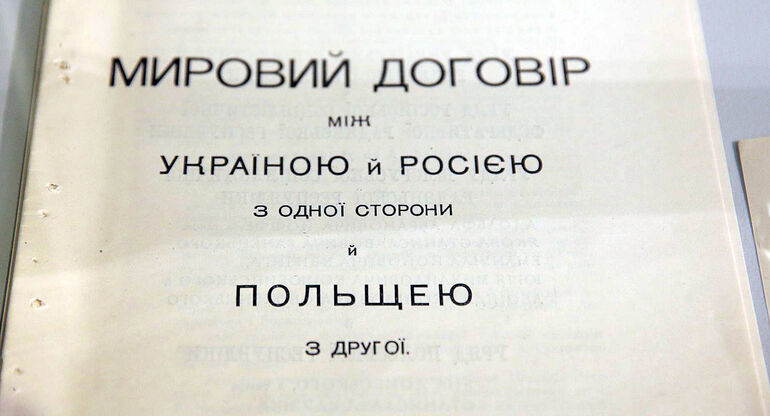 МИРОВИЙ ДОГОВІР
МІЖ
УКРАЇНОЮ й РОСІЄЮ
З ОДНОЇ СТОРОНИ
й
ПОЛЬЩЕЮ
З ДРУГОЇ.